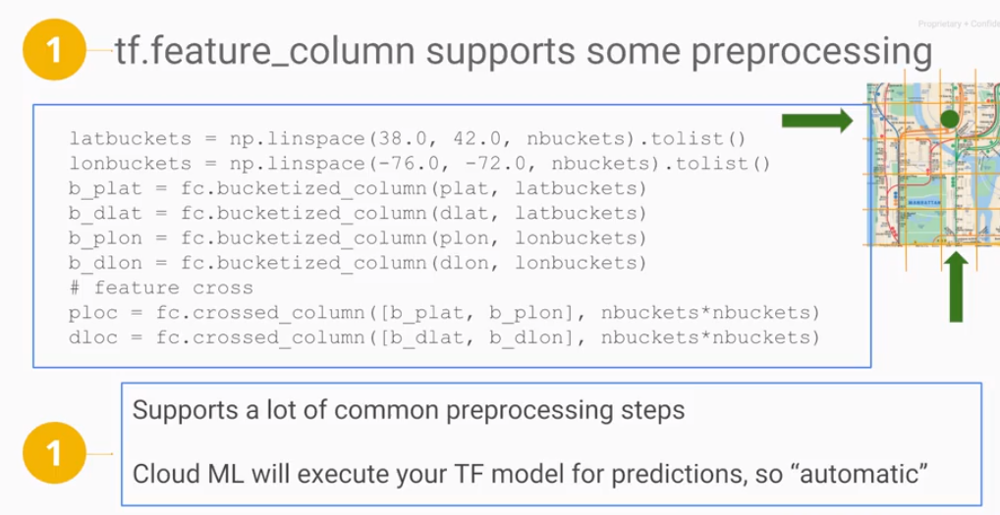 Proprietary + Confide
1
tf.feature_column supports some preprocessing
latbuckets = np.linspace(38.0, 42.0, nbuckets).tolist()
lonbuckets = np.linspace(-76.0, -72.0, nbuckets).tolist()
b_plat = fc.bucketized_column(plat, latbuckets)
b_dlat = fc.bucketized_column(dlat, latbuckets)
b_plon = fc.bucketized_column(plon, lonbuckets)
b_dlon = fc.bucketized_column(dlon, lonbuckets)
# feature cross
ploc = fc.crossed_column([b_plat, b_plon], nbuckets*nbuckets)
dloc = fc.crossed_column([b_dlat, b_dlon], nbuckets*nbuckets)
MANHATTAN
Supports a lot of common preprocessing steps
1
Cloud ML will execute your TF model for predictions, so “automatic”